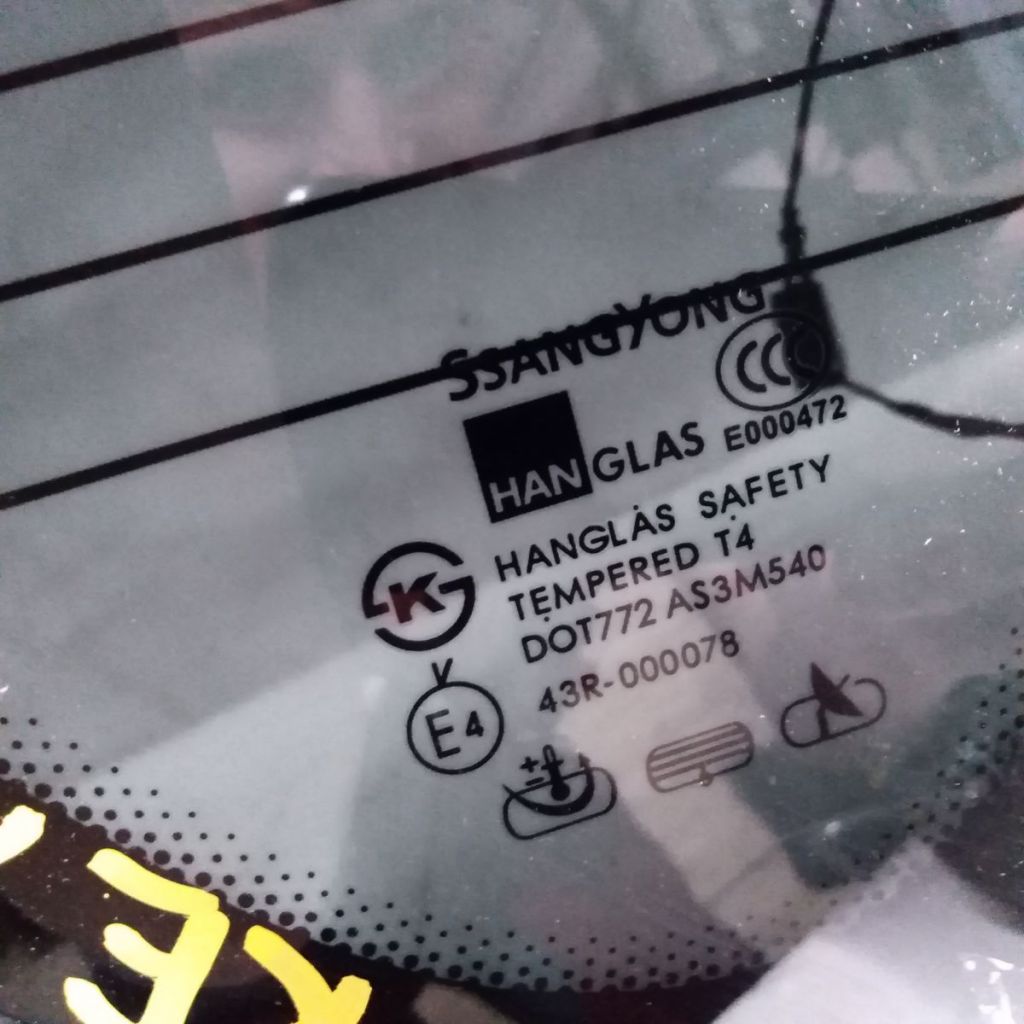 SSANGYONG
CCC
HANGLAS E000472
HANGLAS SAFETY
TEMPERED T4
DOT772 AS3M540
K
43R-000078
V
E4
+
−